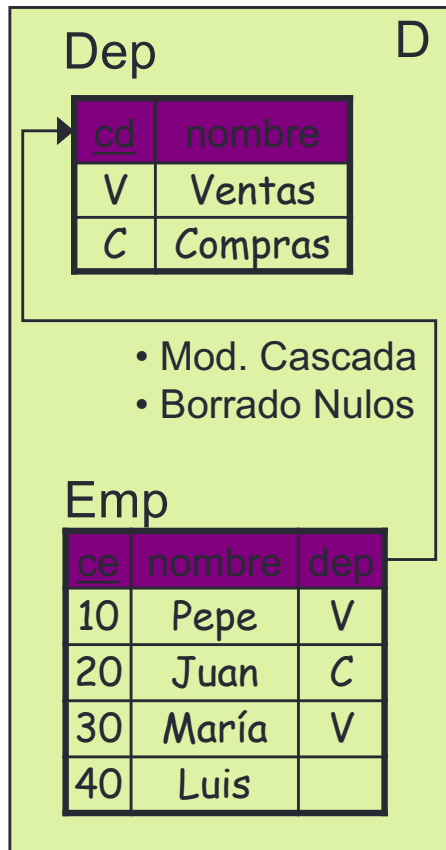 Dep D
cd nombre
V Ventas
C Compras
• Mod. Cascada
• Borrado Nulos
Emp
ce nombre dep
10 Pepe V
20 Juan C
30 María V
40 Luis